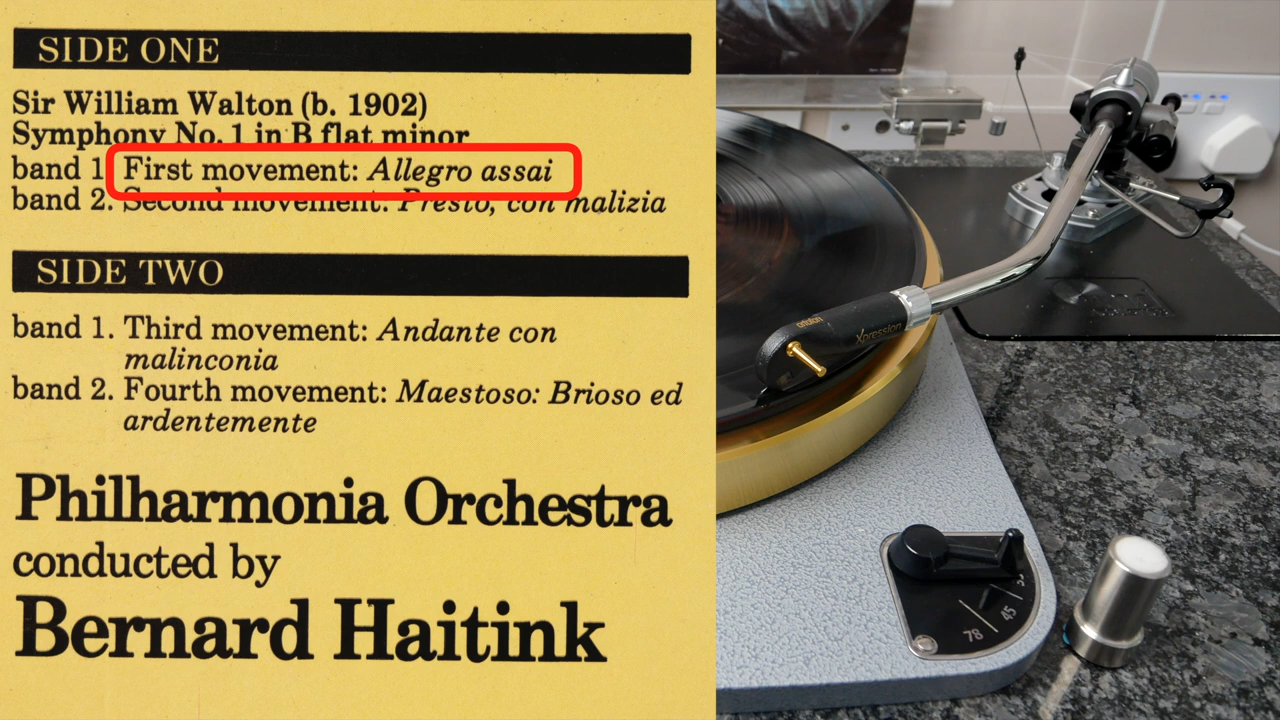 SIDE ONE
Sir William Walton (b. 1902)
Symphony No. 1 in B flat minor
band 1. First movement: Allegro assai
band 2. Second movement: Presto, con malizia
SIDE TWO
band 1. Third movement: Andante con
malinconia
band 2. Fourth movement: Maestoso: Brioso ed
ardentemente
Philharmonia Orchestra
conducted by
Bernard Haitink
ortofon
Xpression
45
78